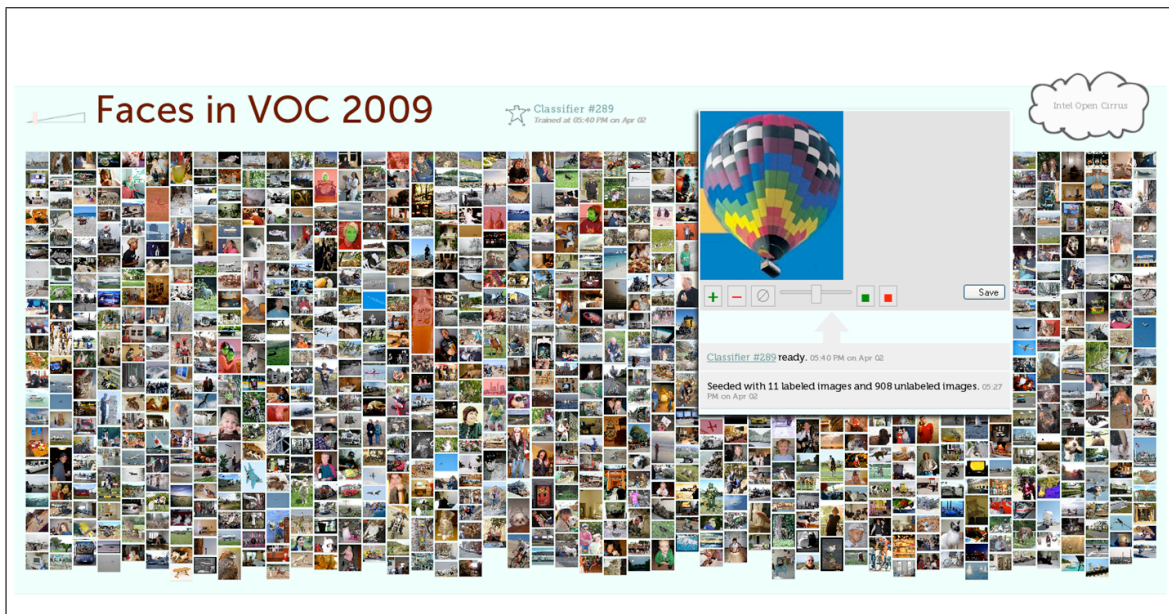 Faces in VOC 2009
Classifier #289
Trained at 05:40 PM on Apr 02
Intel Open Cirrus
Save
Classifier #289 ready. 05:40 PM on Apr 02
Seeded with 11 labeled images and 908 unlabeled images. 05:27
PM on Apr 02